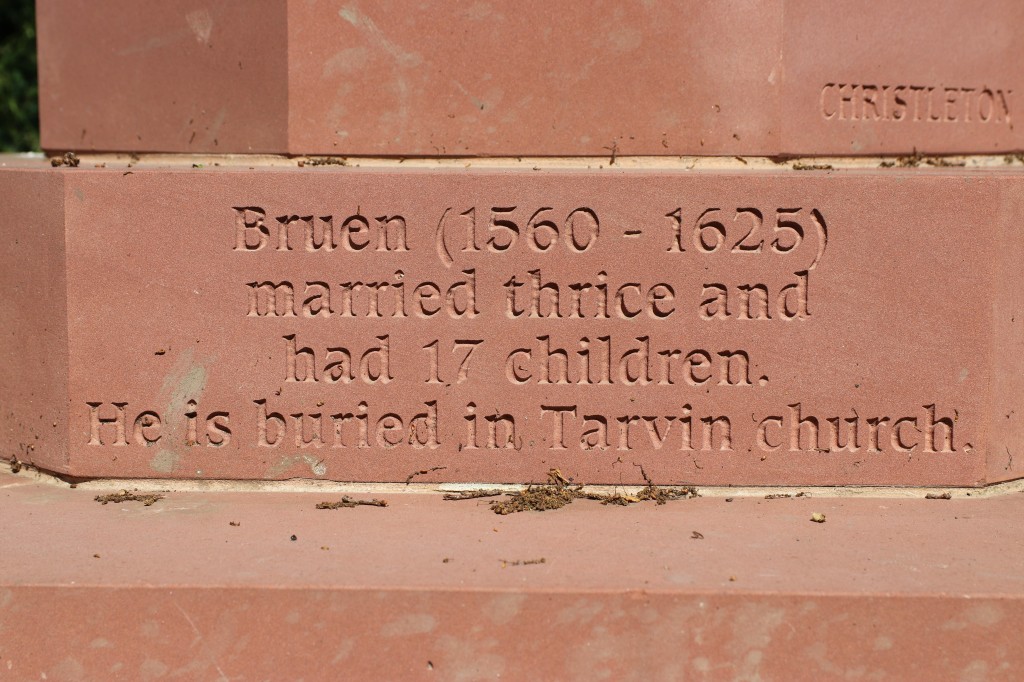 CHRISTLETON
Bruen (1560 - 1625)
married thrice and
had 17 children.
He is buried in Tarvin church.